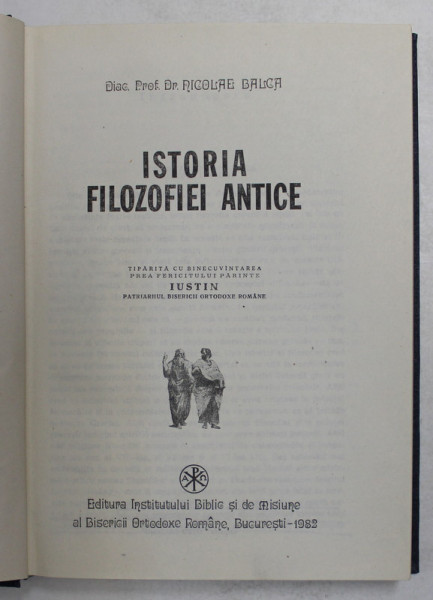 Diac. Prof. Dr. NICOLAE BALCA
ISTORIA
FILOZOFIEI ANTICE
TIPĂRITĂ CU BINECUVÎNTAREA
PREA FERICITULUI PĂRINTE
IUSTIN
PATRIARHUL BISERICII ORTODOXE ROMÂNE
Editura Institutului Biblic și de Misiune
al Bisericii Ortodoxe Române, București-1982